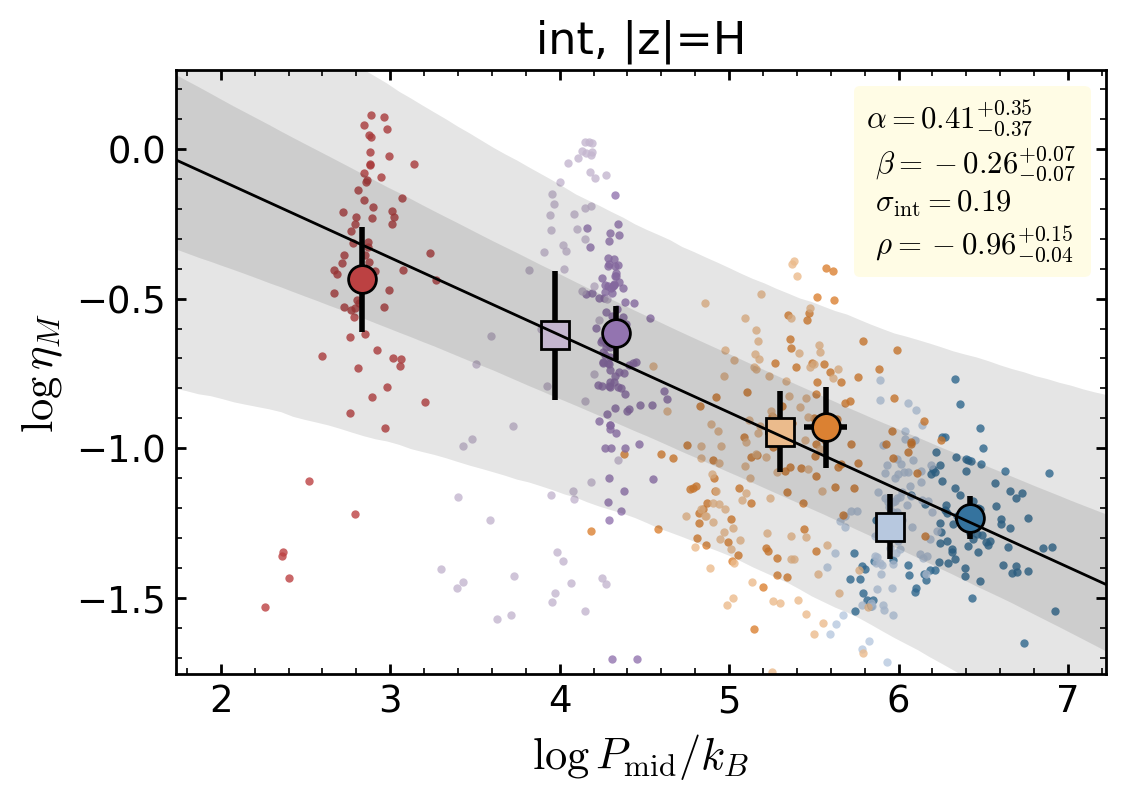 int, |z|=H
α = 0.41^{+0.35}_{−0.37}
β = −0.26^{+0.07}_{−0.07}
σ_int = 0.19
ρ = −0.96^{+0.15}_{−0.04}
log η_M
0.0
−0.5
−1.0
−1.5
2 3 4 5 6 7
log P_mid/k_B